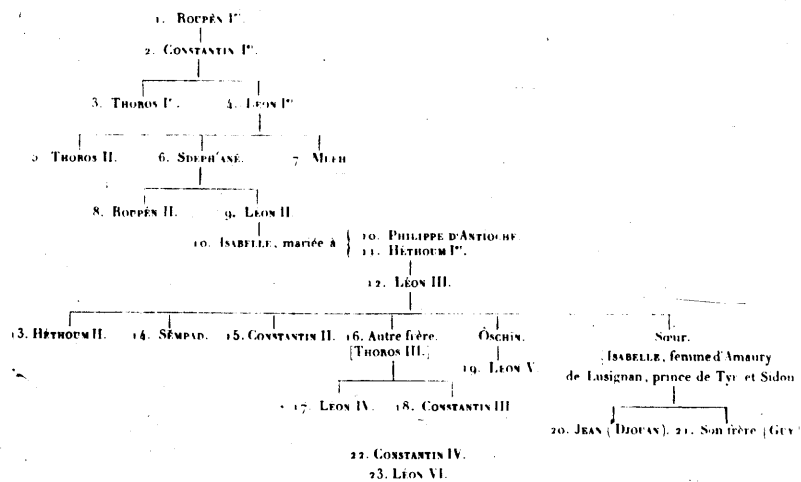 1. ROUPÈN Iᵉʳ.
2. CONSTANTIN Iᵉʳ.
3. THOROS Iᵉʳ. 4. LÉON Iᵉʳ
5 THOROS II. 6. SDEPH'ANÉ. 7 MLEH
8. ROUPÈN II. 9. LÉON II
10. ISABELLE, mariée à { 10. PHILIPPE D'ANTIOCHE.
11. HÉTHOUM Iᵉʳ.
12. LÉON III.
13. HÉTHOUM II. 14. SĔMPAD. 15. CONSTANTIN II. 16. Autre frère. ÔSCHIN. Sœur.
[THOROS III.] 19. LÉON V. ISABELLE, femme d'Amaury
de Lusignan, prince de Tyr et Sidon
17. LÉON IV. 18. CONSTANTIN III
20. JEAN (DJOUAN). 21. Son frère (GUY
22. CONSTANTIN IV.
23. LÉON VI.